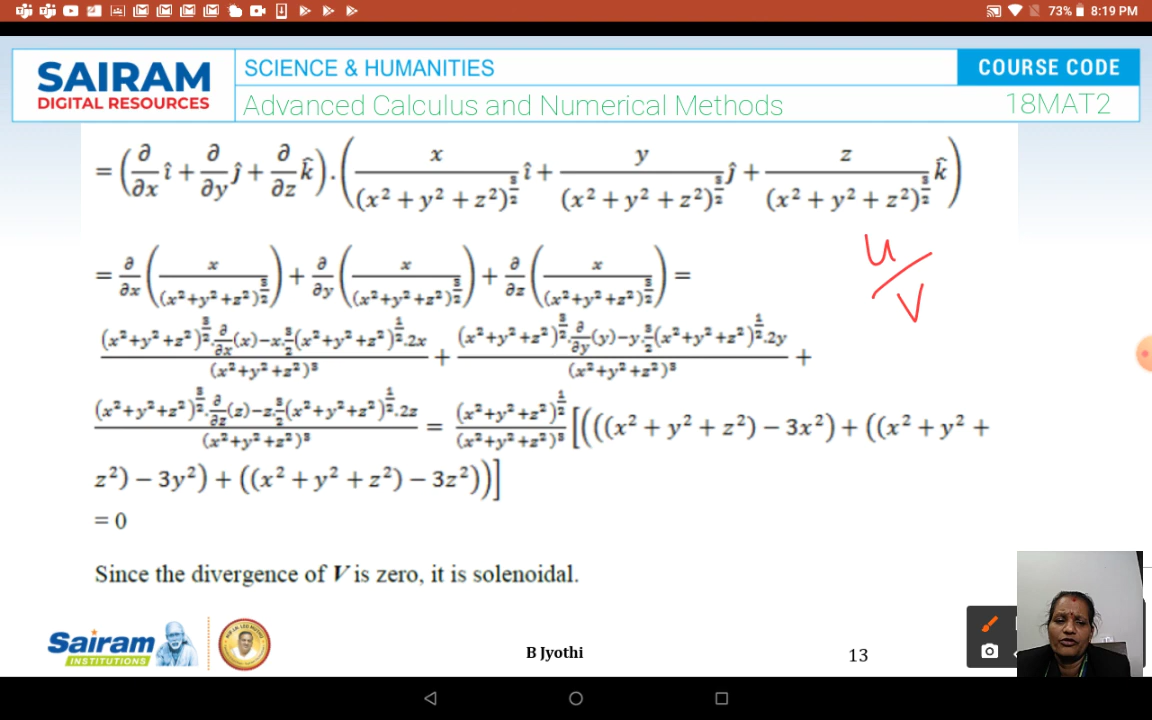 73% 8:19 PM
SAIRAM
DIGITAL RESOURCES
SCIENCE & HUMANITIES
COURSE CODE
Advanced Calculus and Numerical Methods
18MAT2
= (∂/∂x î + ∂/∂y ĵ + ∂/∂z k̂) . (x/(x² + y² + z²)^(3/2) î + y/(x² + y² + z²)^(3/2) ĵ + z/(x² + y² + z²)^(3/2) k̂)
= ∂/∂x (x/(x²+y²+z²)^(3/2)) + ∂/∂y (x/(x²+y²+z²)^(3/2)) + ∂/∂z (x/(x²+y²+z²)^(3/2)) =
u/v
((x²+y²+z²)^(3/2) . ∂/∂x (x) − x . 3/2 (x²+y²+z²)^(1/2) . 2x)/(x²+y²+z²)³ + ((x²+y²+z²)^(3/2) . ∂/∂y (y) − y . 3/2 (x²+y²+z²)^(1/2) . 2y)/(x²+y²+z²)³ +
((x²+y²+z²)^(3/2) . ∂/∂z (z) − z . 3/2 (x²+y²+z²)^(1/2) . 2z)/(x²+y²+z²)³ = (x²+y²+z²)^(1/2)/(x²+y²+z²)³ [(((x² + y² + z²) − 3x²) + ((x² + y² +
z²) − 3y²) + ((x² + y² + z²) − 3z²))]
= 0
Since the divergence of V is zero, it is solenoidal.
Sairam
INSTITUTIONS
B Jyothi
13